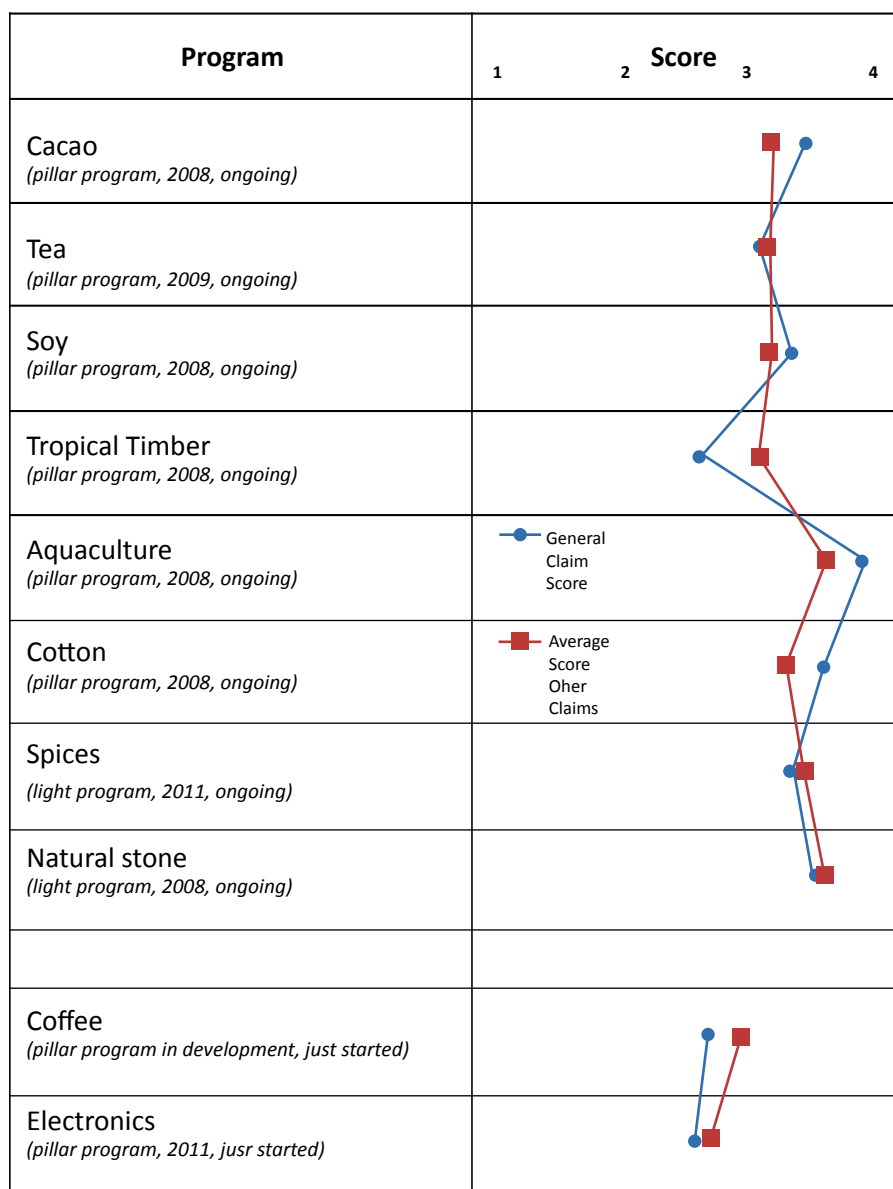 Program
Score
1 2 3 4
Cacao
(pillar program, 2008, ongoing)
Tea
(pillar program, 2009, ongoing)
Soy
(pillar program, 2008, ongoing)
Tropical Timber
(pillar program, 2008, ongoing)
Aquaculture
(pillar program, 2008, ongoing)
General
Claim
Score
Cotton
(pillar program, 2008, ongoing)
Average
Score
Oher
Claims
Spices
(light program, 2011, ongoing)
Natural stone
(light program, 2008, ongoing)
Coffee
(pillar program in development, just started)
Electronics
(pillar program, 2011, jusr started)